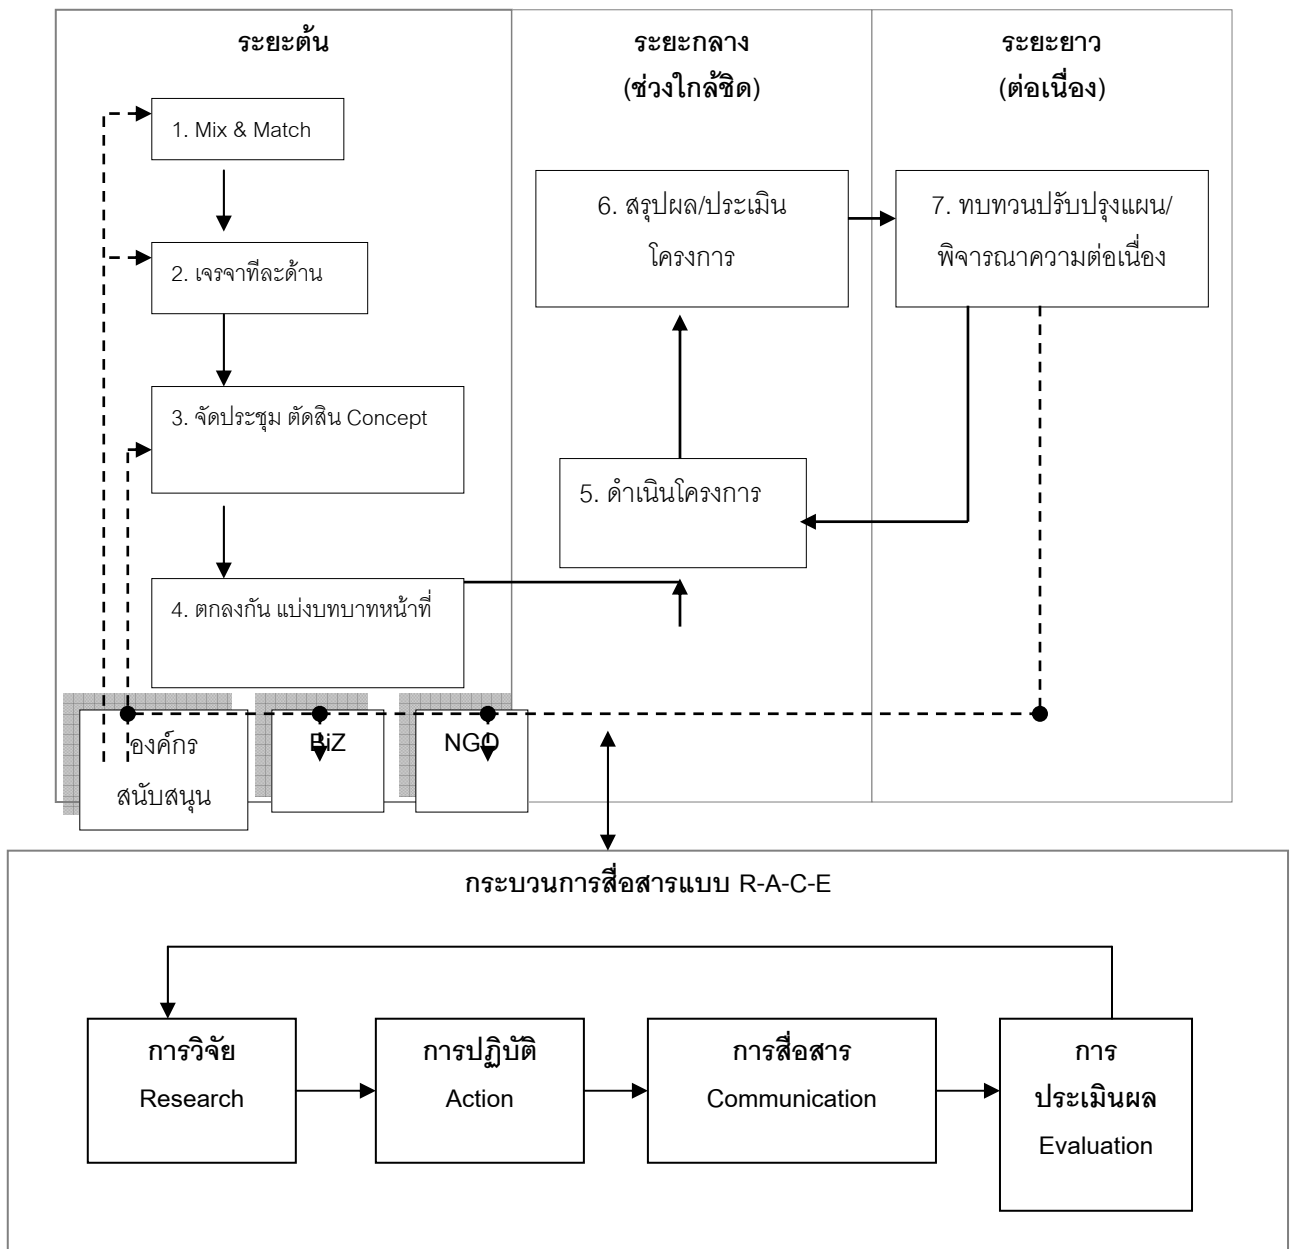 ระยะต้น
ระยะกลาง
(ช่วงใกล้ชิด)
ระยะยาว
(ต่อเนื่อง)
1. Mix & Match
2. เจรจาทีละด้าน
3. จัดประชุม ตัดสิน Concept
4. ตกลงกัน แบ่งบทบาทหน้าที่
5. ดำเนินโครงการ
6. สรุปผล/ประเมิน
โครงการ
7. ทบทวนปรับปรุงแผน/
พิจารณาความต่อเนื่อง
องค์กร
สนับสนุน
BiZ
NGO
กระบวนการสื่อสารแบบ R-A-C-E
การวิจัย
Research
การปฏิบัติ
Action
การสื่อสาร
Communication
การ
ประเมินผล
Evaluation